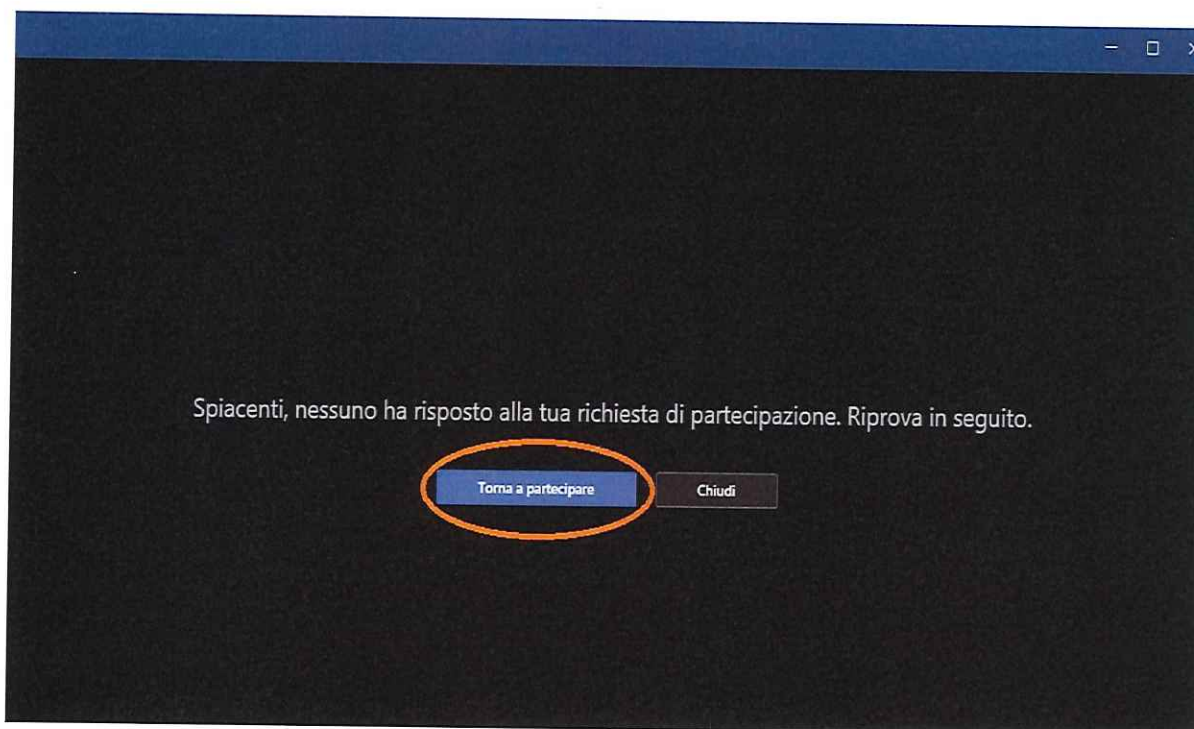 Spiacenti, nessuno ha risposto alla tua richiesta di partecipazione. Riprova in seguito.
Torna a partecipare
Chiudi